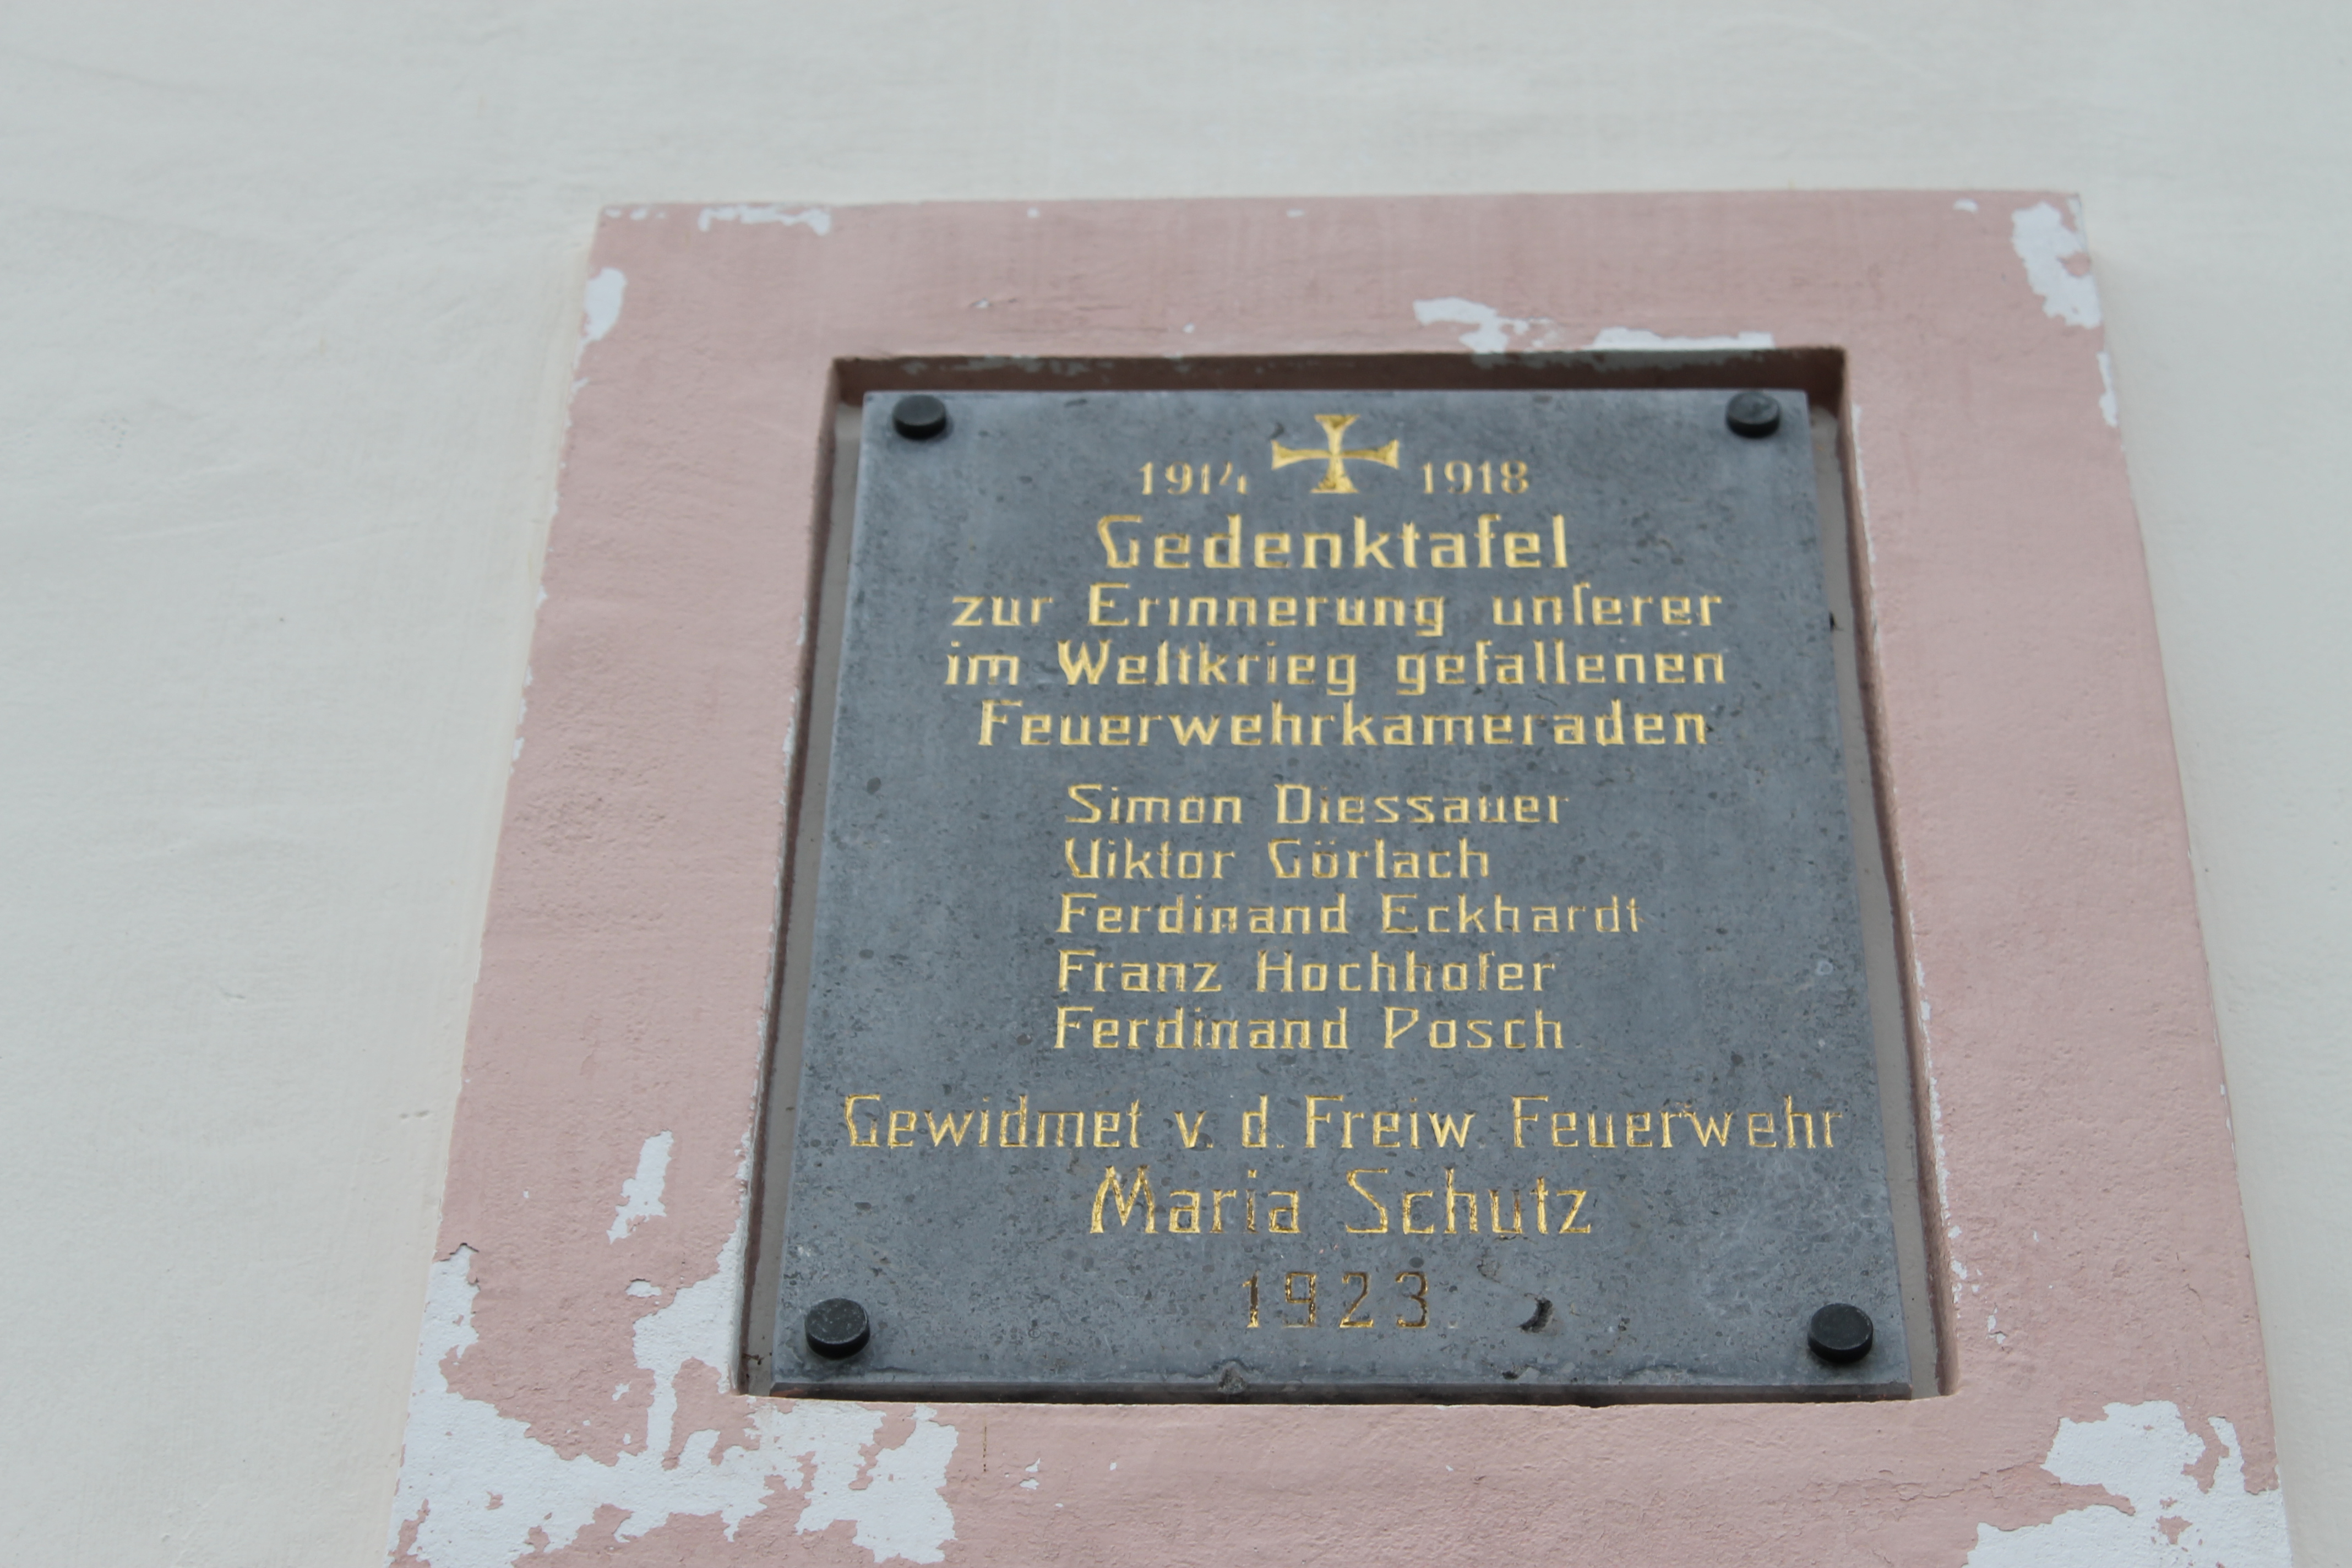 1914 1918
Gedenktafel
zur Erinnerung unſerer
im Weltkrieg gefallenen
Feuerwehrkameraden
Simon Diessauer
Viktor Görlach
Ferdinand Eckhardt
Franz Hochhofer
Ferdinand Posch
Gewidmet v. d. Freiw. Feuerwehr
Maria Schutz
1923.